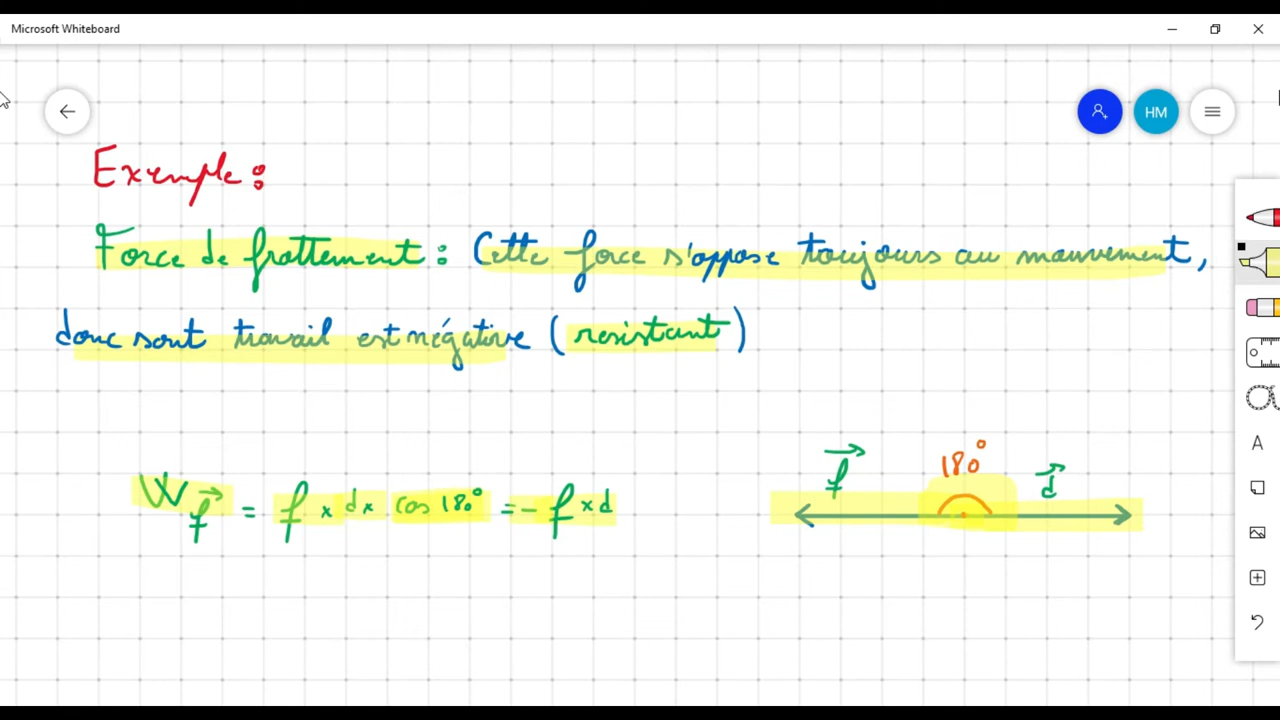 Microsoft Whiteboard
HM
Exemple :
Force de frottement : Cette force s'oppose toujours au mouvement,
donc sont travail est négative (resistant)
W f⃗ = f × d × cos 180° = - f × d
f⃗ 180° d⃗
A